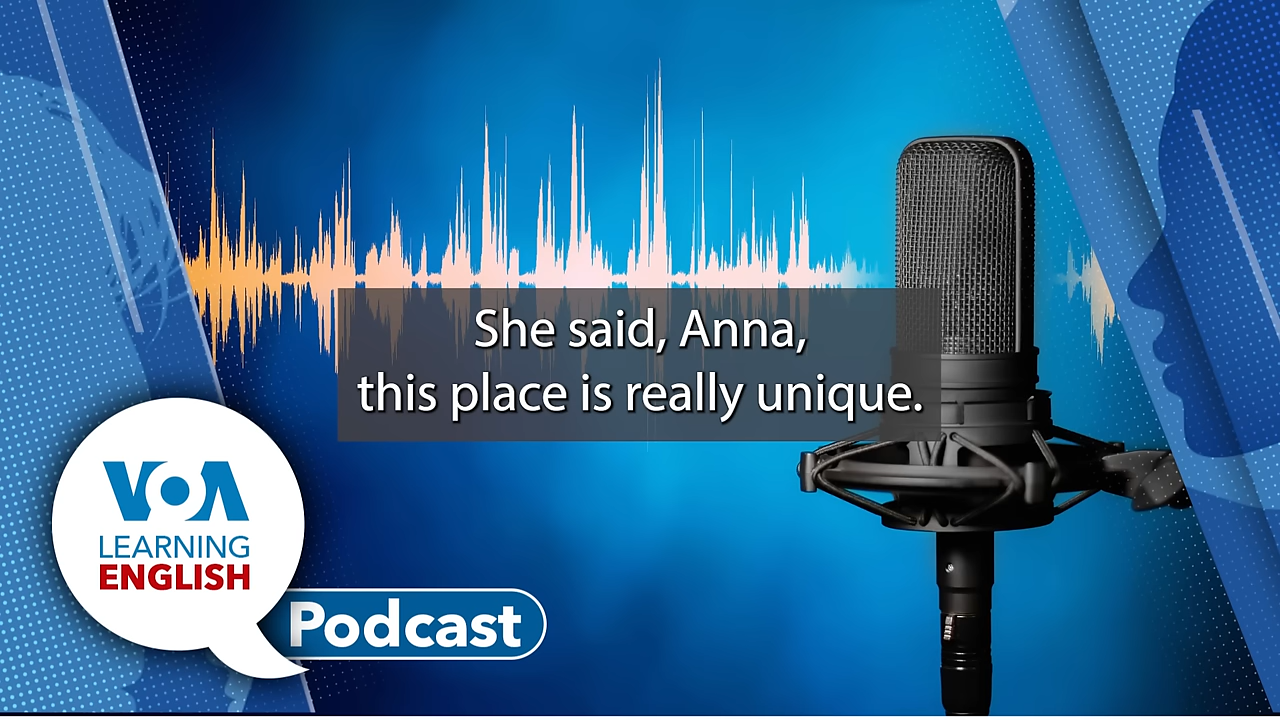 She said, Anna,
this place is really unique.
VOA
LEARNING
ENGLISH
Podcast